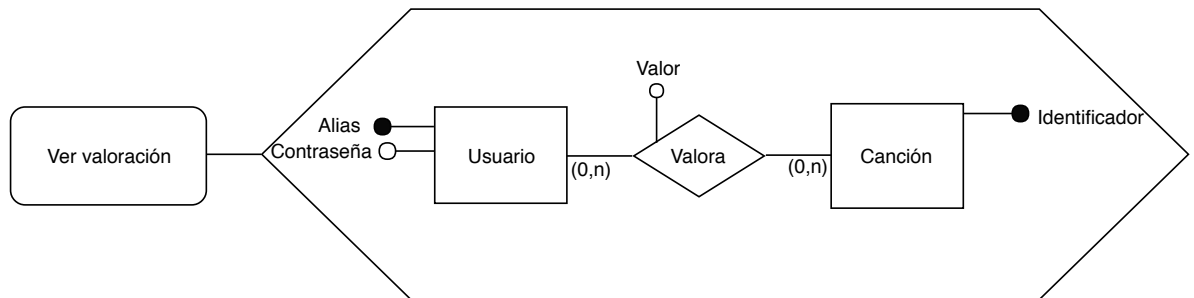 Ver valoración
Alias
Contraseña
Usuario
(0,n)
Valor
Valora
(0,n)
Canción
Identificador